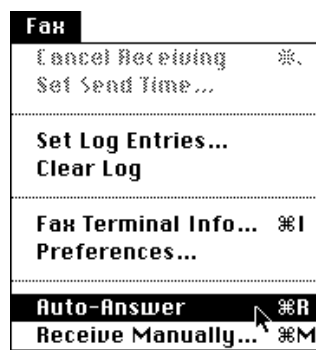 Fax
Cancel Receiving ⌘.
Set Send Time...
Set Log Entries...
Clear Log
Fax Terminal Info... ⌘I
Preferences...
Auto-Answer ⌘R
Receive Manually... ⌘M